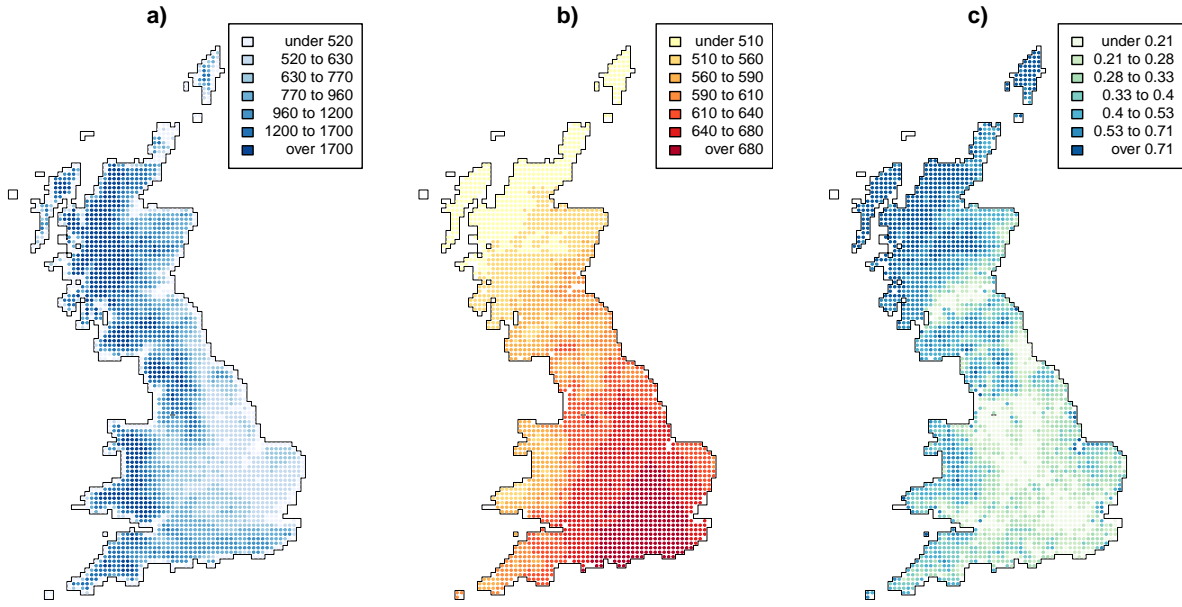 a)
under 520
520 to 630
630 to 770
770 to 960
960 to 1200
1200 to 1700
over 1700
b)
under 510
510 to 560
560 to 590
590 to 610
610 to 640
640 to 680
over 680
c)
under 0.21
0.21 to 0.28
0.28 to 0.33
0.33 to 0.4
0.4 to 0.53
0.53 to 0.71
over 0.71